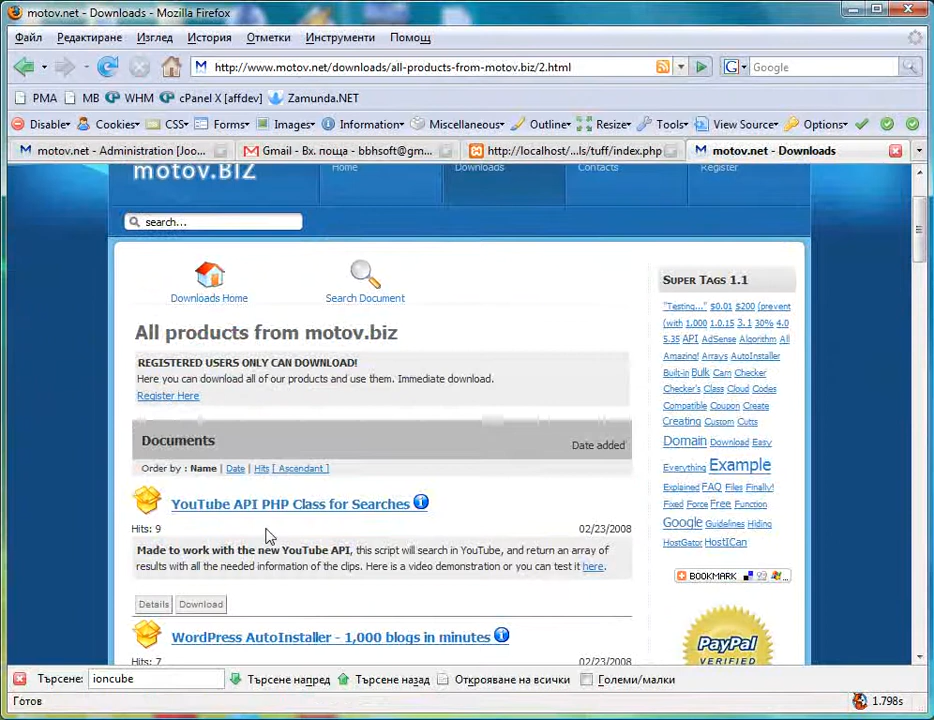 motov.net - Downloads - Mozilla Firefox
Файл Редактиране Изглед История Отметки Инструменти Помощ
http://www.motov.net/downloads/all-products-from-motov.biz/2.html Google
PMA MB WHM cPanel X [affdev] Zamunda.NET
Disable Cookies CSS Forms Images Information Miscellaneous Outline Resize Tools View Source Options
motov.net - Administration [Joo... Gmail - Вх. поща - bbhsoft@gm... http://localhost/...ls/tuff/index.php motov.net - Downloads
motov.BIZ Home Downloads Contacts Register
search...
Downloads Home Search Document
All products from motov.biz
REGISTERED USERS ONLY CAN DOWNLOAD!
Here you can download all of our products and use them. Immediate download.
Register Here
Documents Date added
Order by : Name | Date | Hits [ Ascendant ]
YouTube API PHP Class for Searches
Hits: 9 02/23/2008
Made to work with the new YouTube API, this script will search in YouTube, and return an array of
results with all the needed information of the clips. Here is a video demonstration or you can test it here.
Details Download
WordPress AutoInstaller - 1,000 blogs in minutes
Hits: 7 02/23/2008
Super Tags 1.1
"Testing..." $0.01 $200 (prevent
(with 1,000 1.0.15 3.1 30% 4.0
5.35 API AdSense Algorithm All
Amazing! Arrays AutoInstaller
Built-in Bulk Cam Checker
Checker's Class Cloud Codes
Compatible Coupon Create
Creating Custom Cutts
Domain Download Easy
Everything Example
Explained FAQ Files Finally!
Fixed Force Free Function
Google Guidelines Hiding
HostGator HostICan
BOOKMARK
PayPal
VERIFIED
Търсене: ioncube Търсене напред Търсене назад Открояване на всички Големи/малки
Готов 1.798s